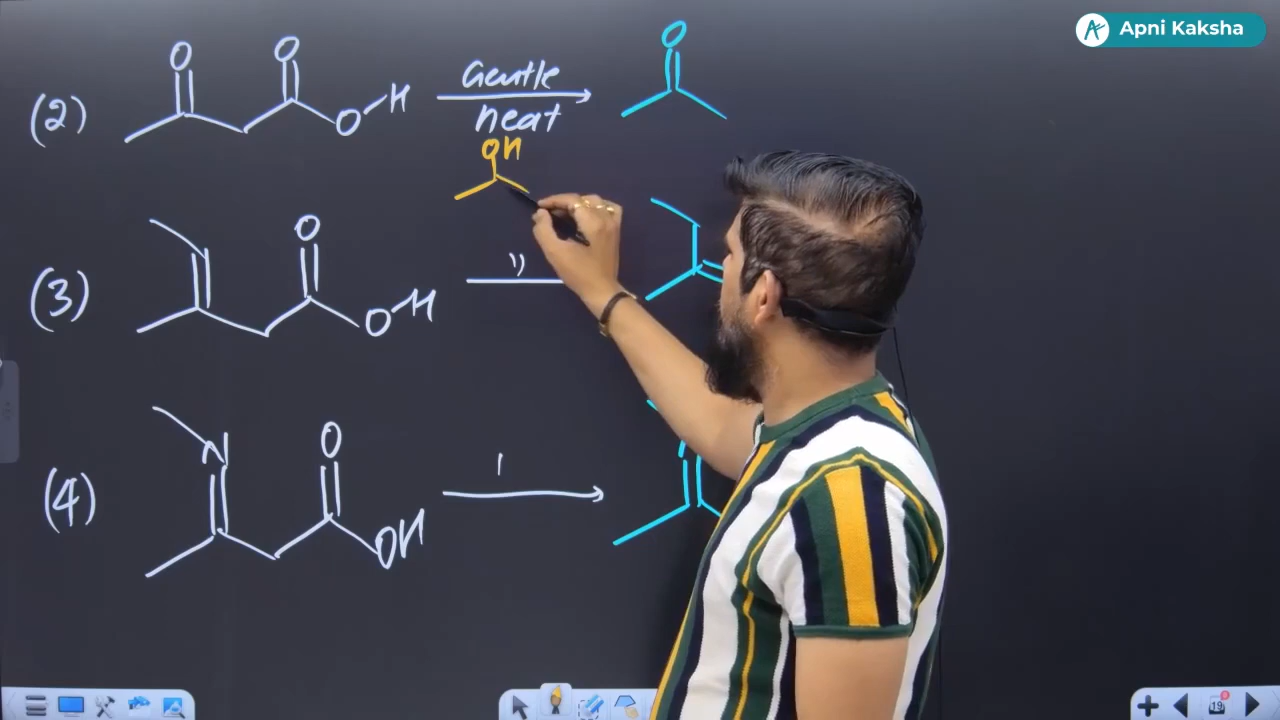 Apni Kaksha
O O O
(2) O H Gentle
heat
OH
(3) O O H "
(4) N O OH I
19